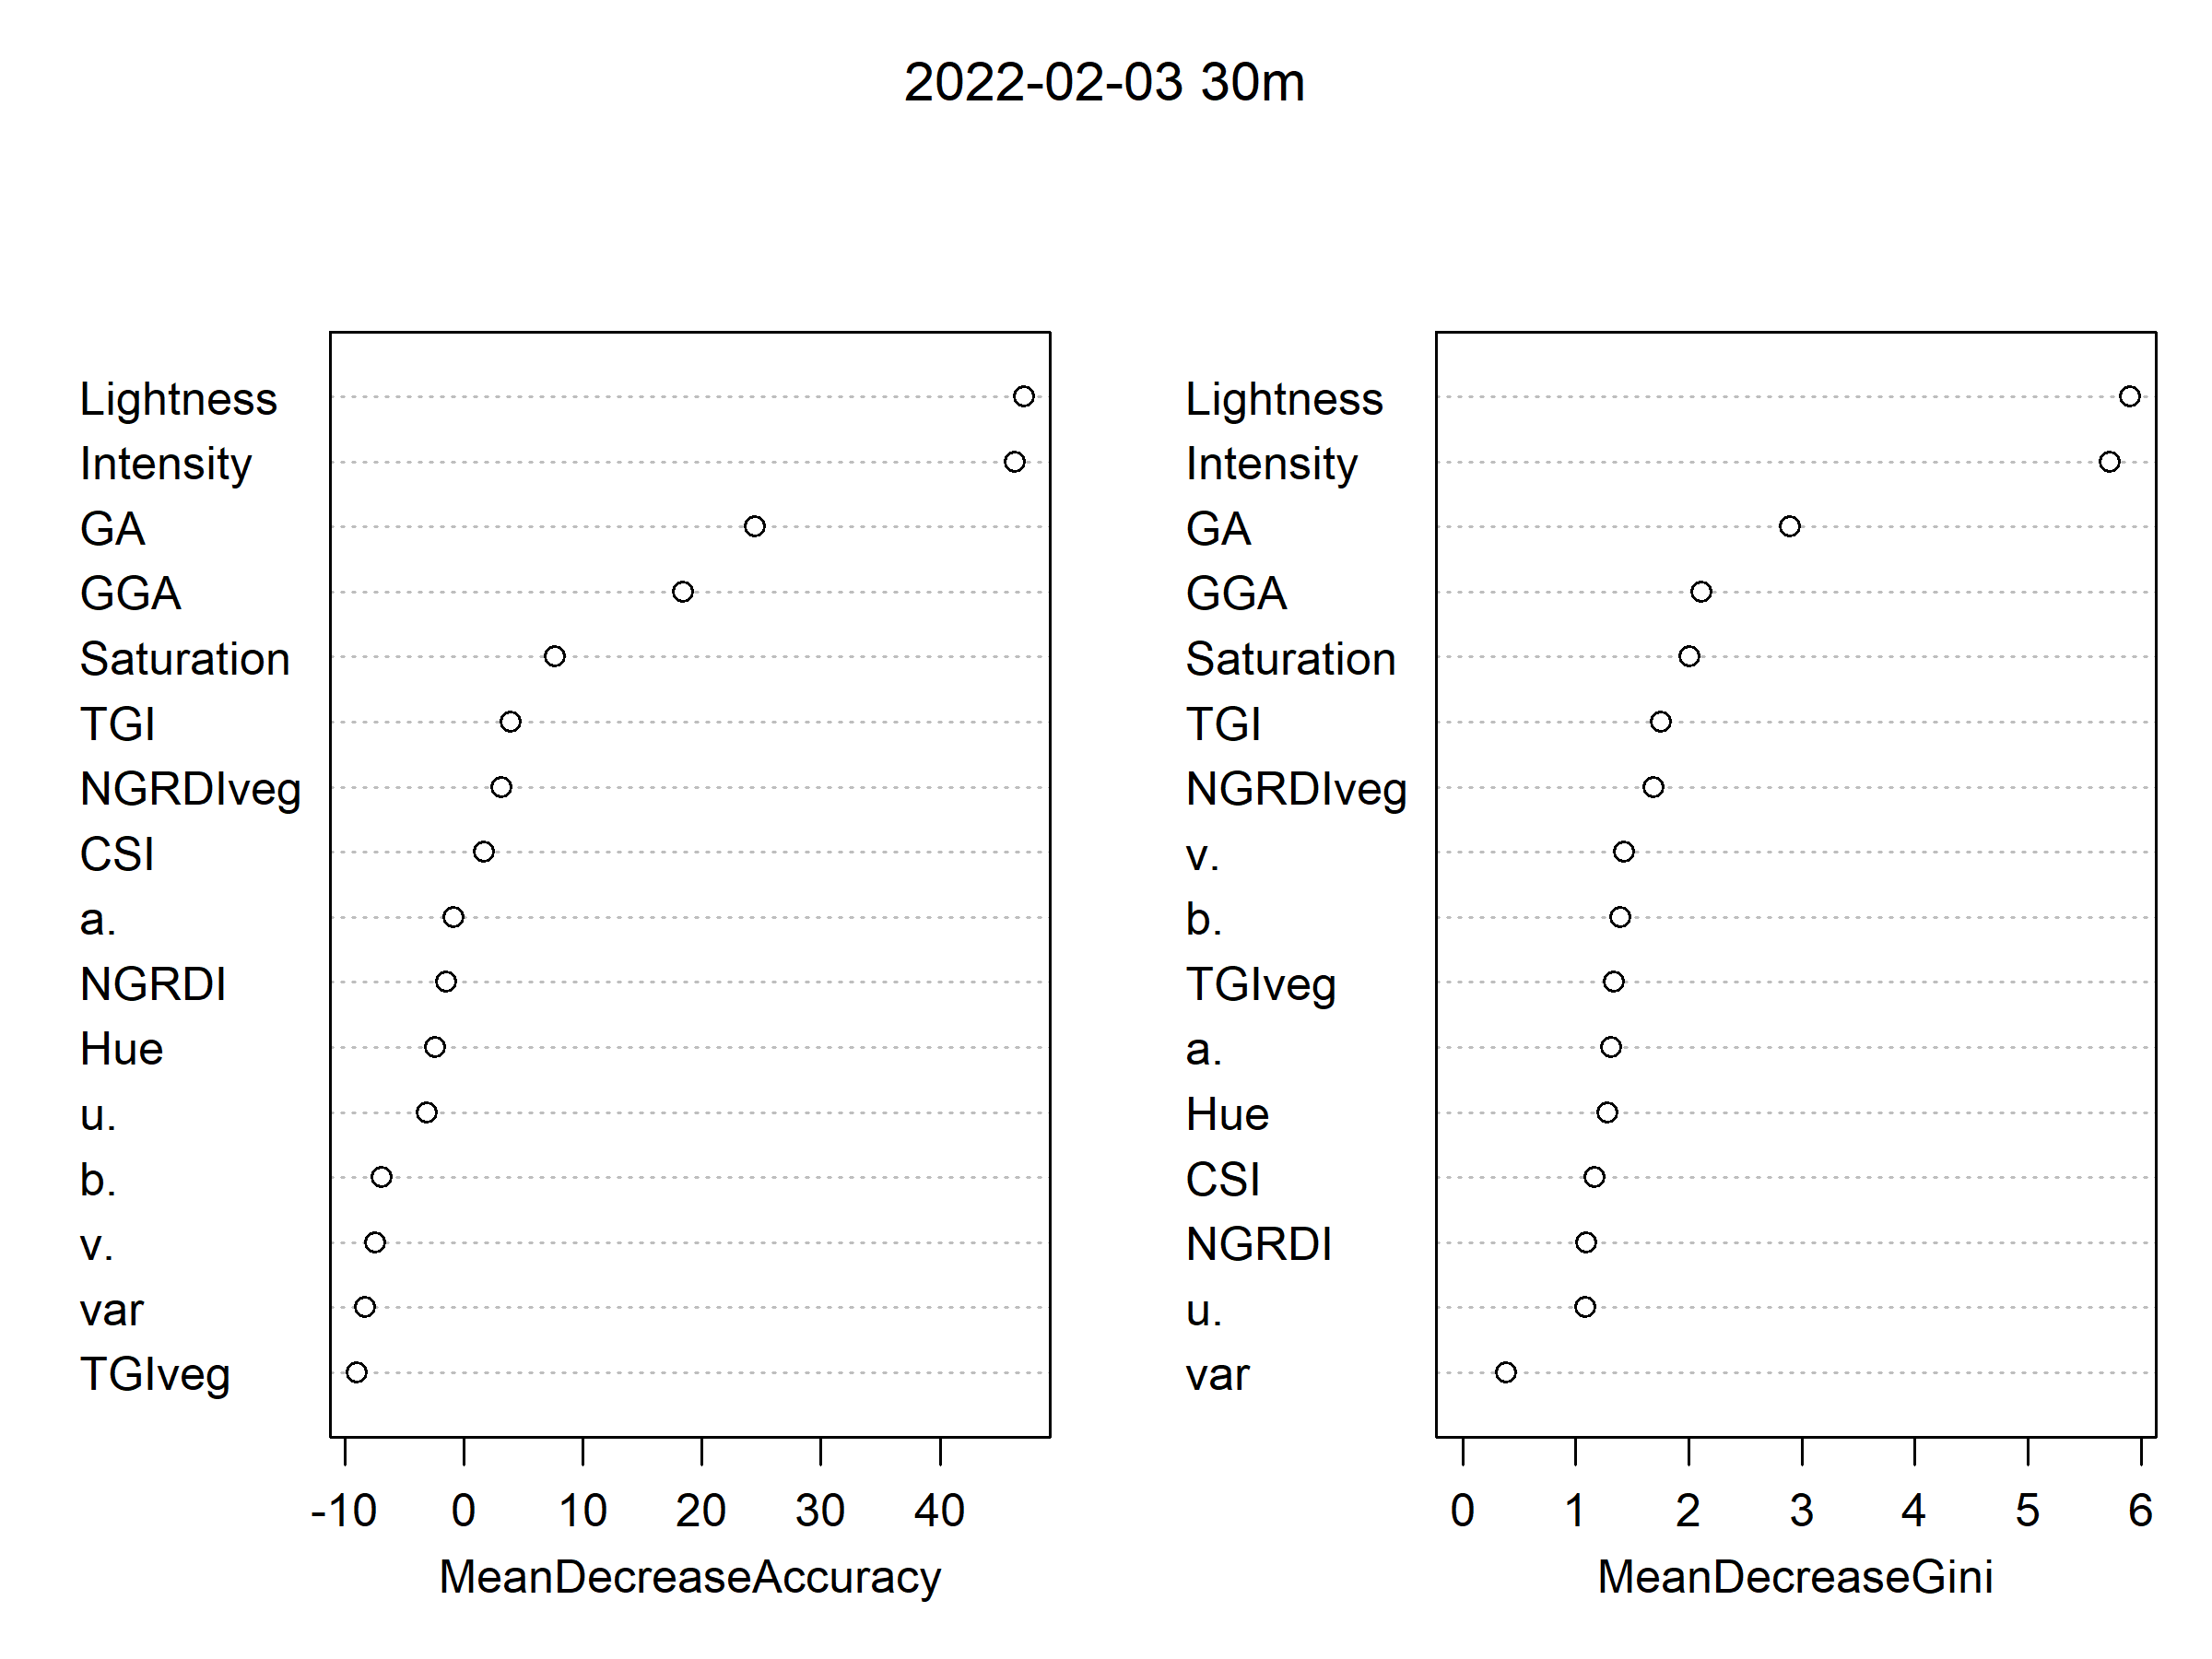 2022-02-03 30m
Lightness
Intensity
GA
GGA
Saturation
TGI
NGRDIveg
CSI
a.
NGRDI
Hue
u.
b.
v.
var
TGIveg
-10 0 10 20 30 40
MeanDecreaseAccuracy
Lightness
Intensity
GA
GGA
Saturation
TGI
NGRDIveg
v.
b.
TGIveg
a.
Hue
CSI
NGRDI
u.
var
0 1 2 3 4 5 6
MeanDecreaseGini